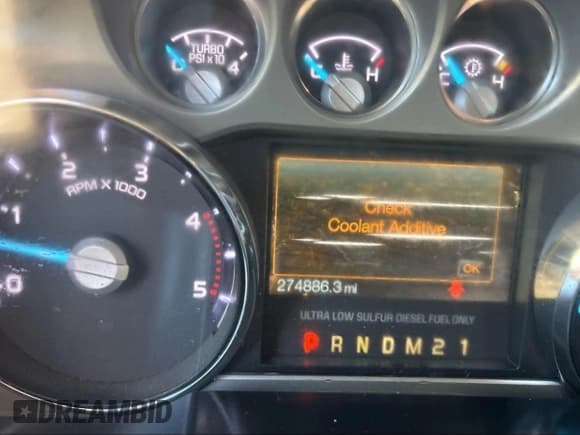 TURBO
PSI x 10
0 4
C H
C H
2 3
RPM X 1000
1 4
0 5
Check
Coolant Additive
OK
274886.3 mi
ULTRA LOW SULFUR DIESEL FUEL ONLY
P R N D M 2 1
DREAMBID